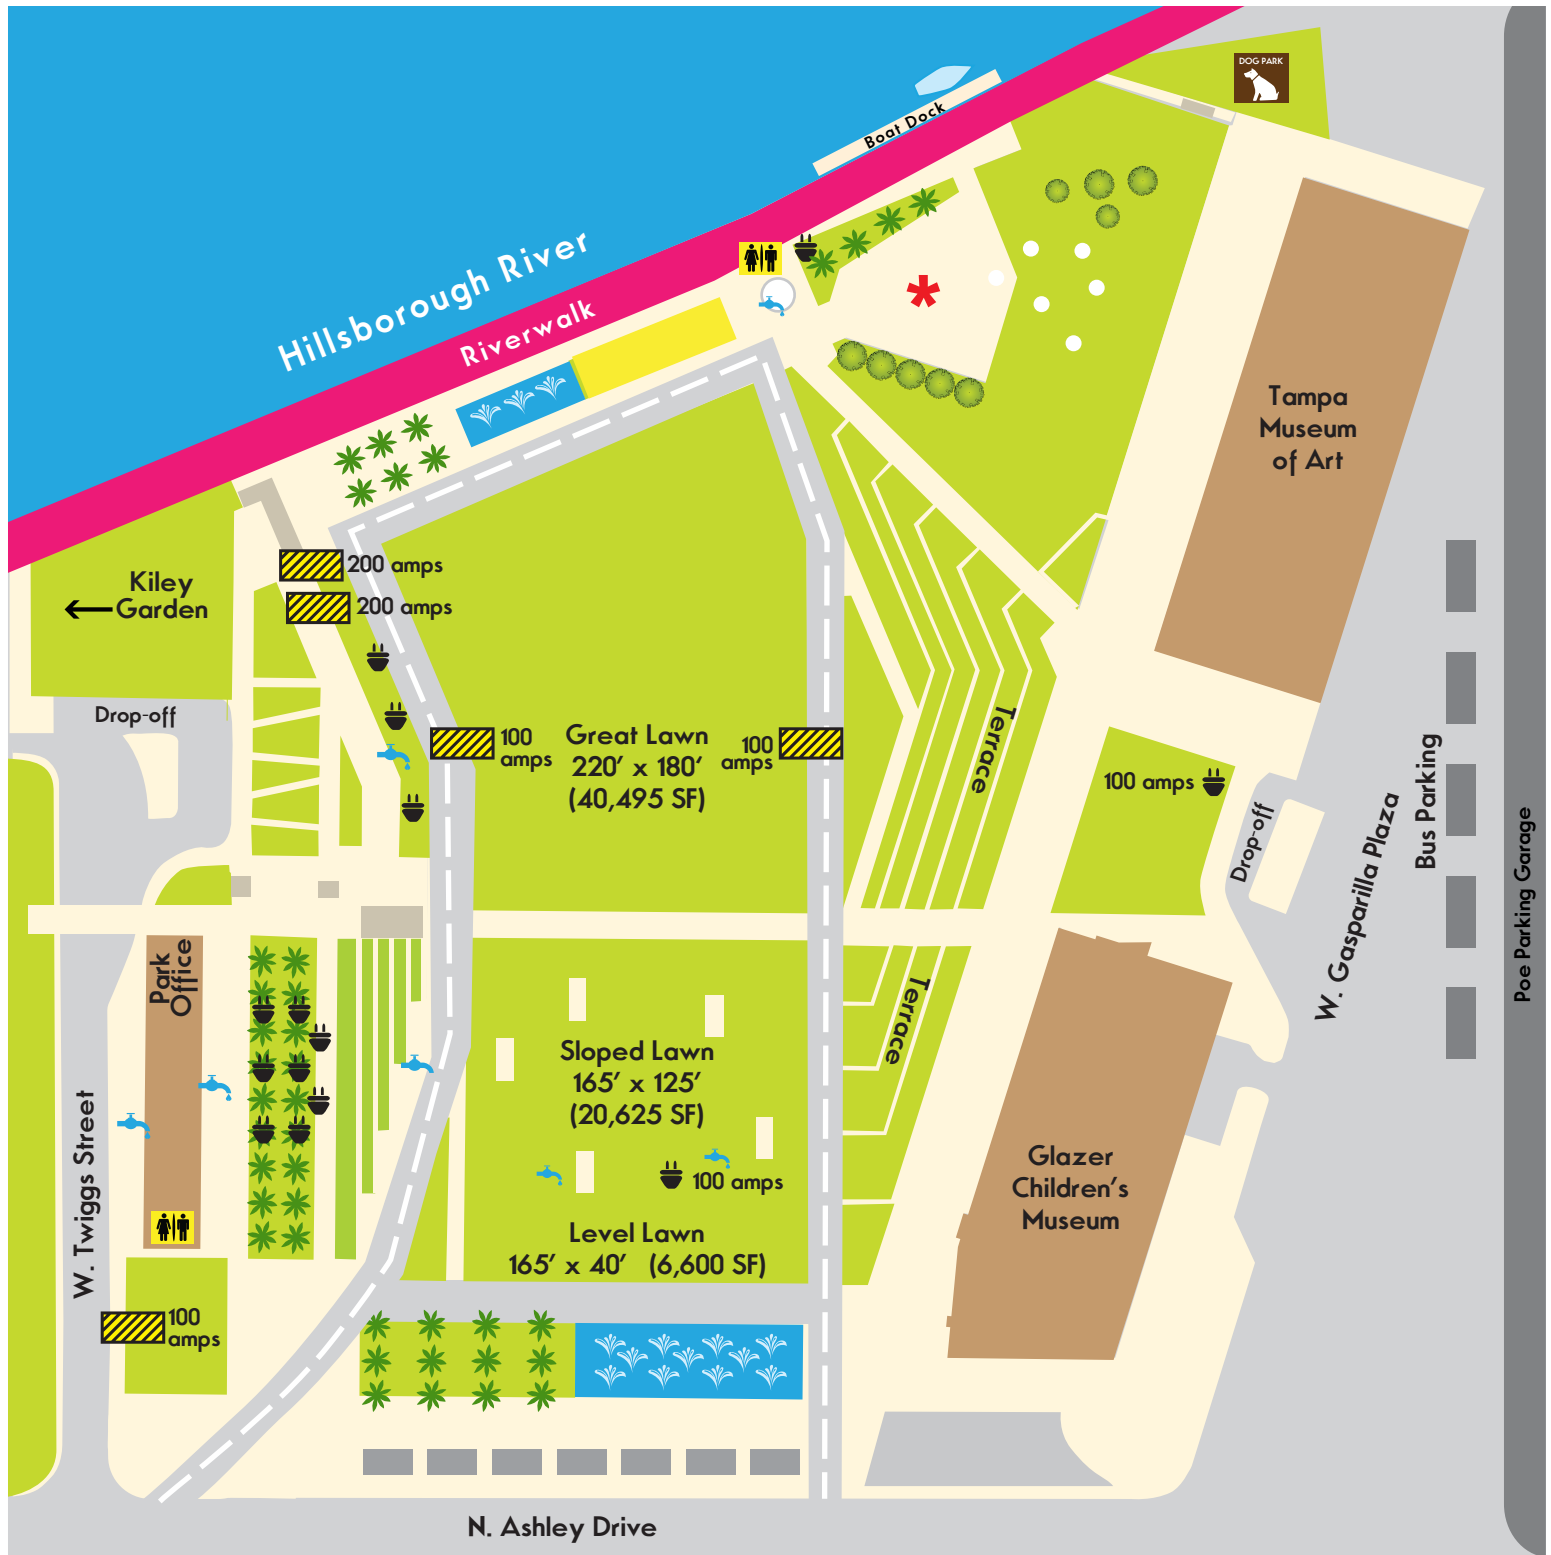 DOG PARK
Boat Dock
Hillsborough River
Riverwalk
Tampa
Museum
of Art
200 amps
200 amps
Kiley
Garden
Drop-off
100
amps
Great Lawn
220' x 180'
(40,495 SF)
100
amps
Terrace
100 amps
Drop-off
W. Gasparilla Plaza
Bus Parking
Poe Parking Garage
Park
Office
Terrace
Sloped Lawn
165' x 125'
(20,625 SF)
100 amps
Level Lawn
165' x 40' (6,600 SF)
Glazer
Children's
Museum
W. Twiggs Street
100
amps
N. Ashley Drive